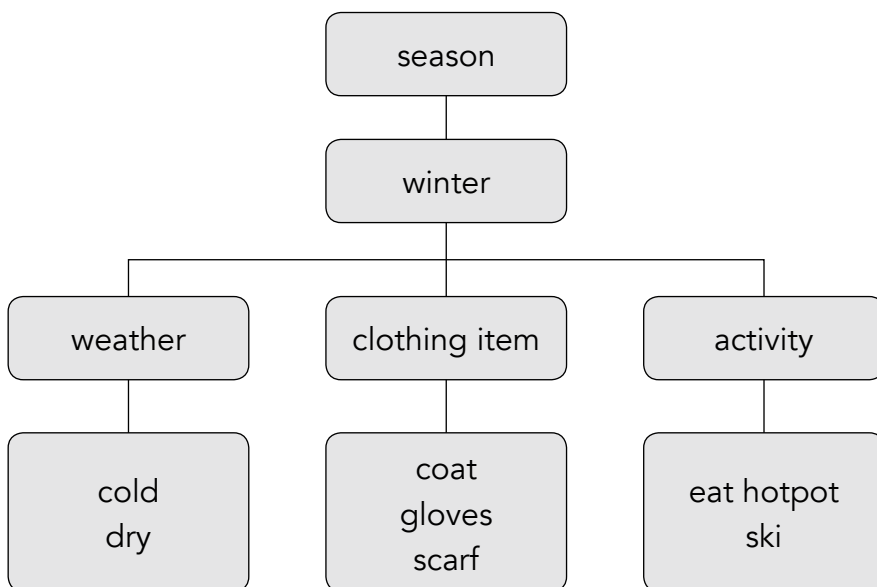 season
winter
weather
clothing item
activity
cold
dry
coat
gloves
scarf
eat hotpot
ski